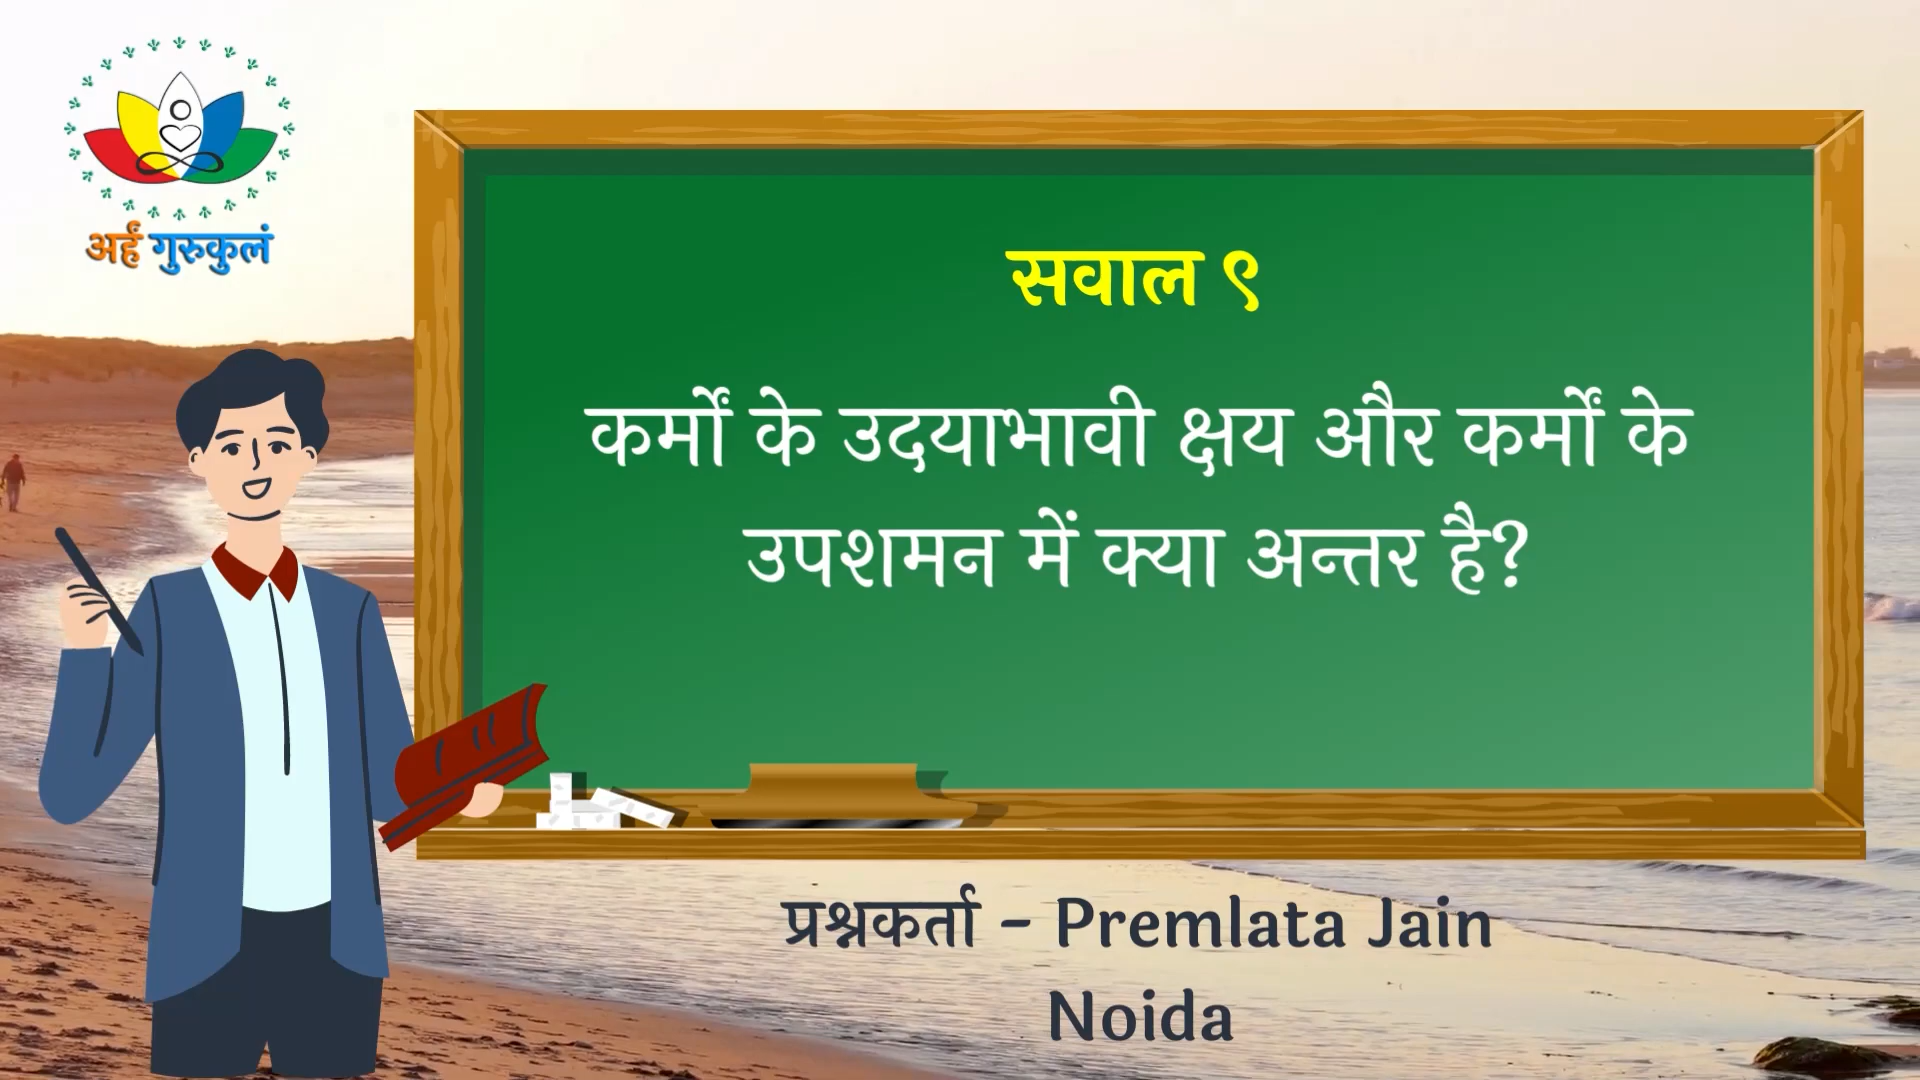 अर्हं गुरुकुलं
सवाल ९
कर्मों के उदयाभावी क्षय और कर्मों के
उपशमन में क्या अन्तर है?
प्रश्नकर्ता - Premlata Jain
Noida